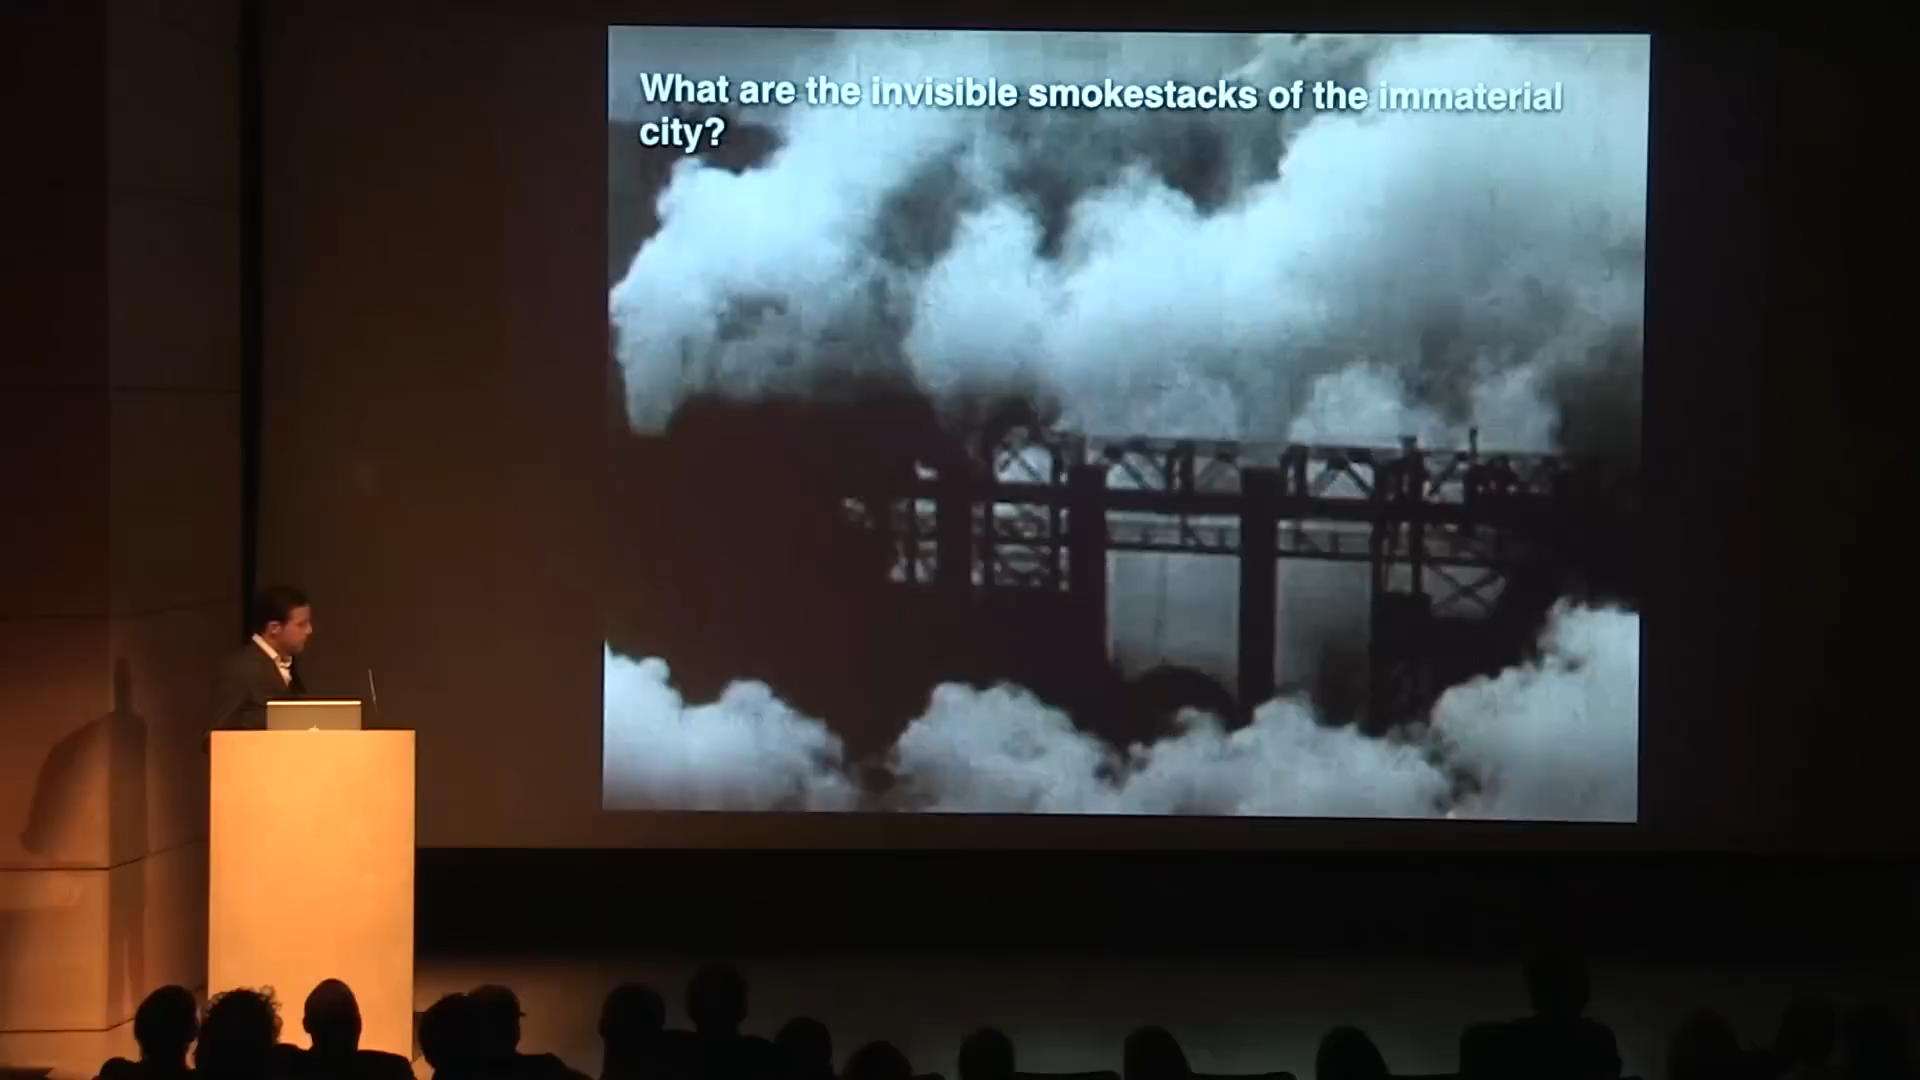 What are the invisible smokestacks of the immaterial
city?